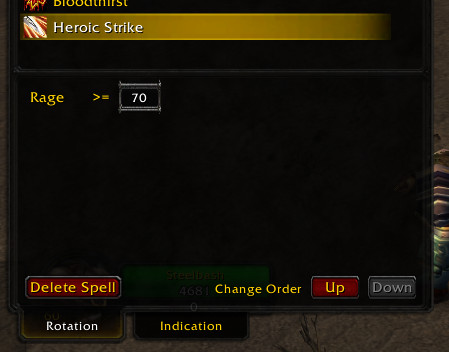 Bloodthirst
Heroic Strike
Rage >= 70
Delete Spell
Change Order
Up
Down
Rotation
Indication